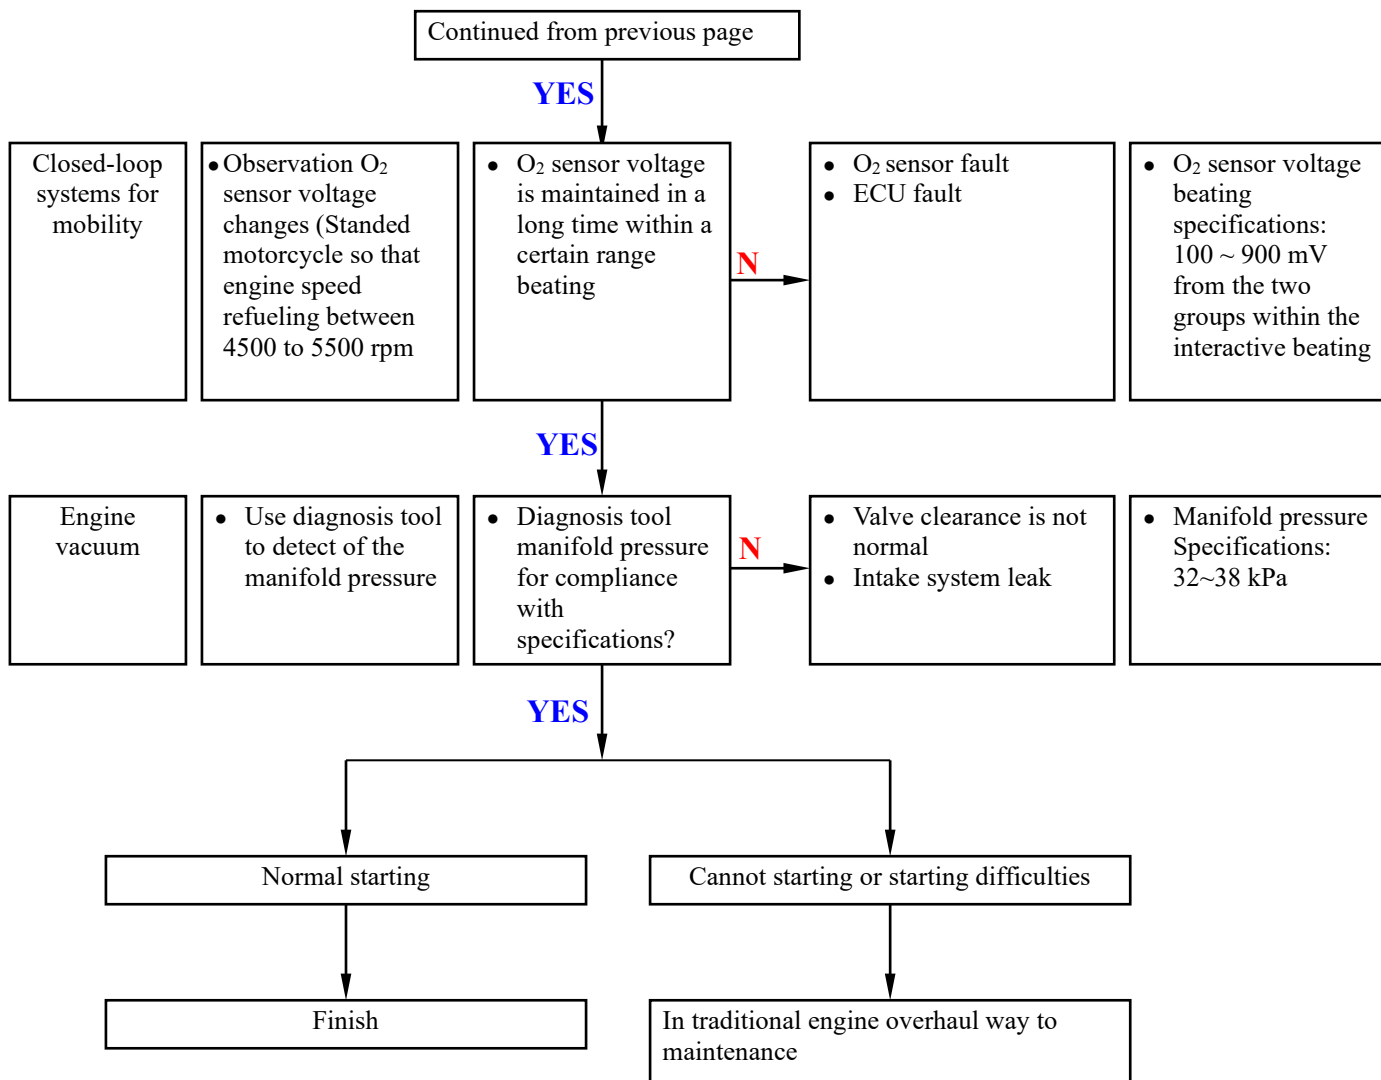 Continued from previous page
YES
Closed-loop
systems for
mobility
• Observation O₂
sensor voltage
changes (Standed
motorcycle so that
engine speed
refueling between
4500 to 5500 rpm
• O₂ sensor voltage
is maintained in a
long time within a
certain range
beating
N
• O₂ sensor fault
• ECU fault
• O₂ sensor voltage
beating
specifications:
100 ~ 900 mV
from the two
groups within the
interactive beating
YES
Engine
vacuum
• Use diagnosis tool
to detect of the
manifold pressure
• Diagnosis tool
manifold pressure
for compliance
with
specifications?
N
• Valve clearance is not
normal
• Intake system leak
• Manifold pressure
Specifications:
32~38 kPa
YES
Normal starting
Cannot starting or starting difficulties
Finish
In traditional engine overhaul way to
maintenance